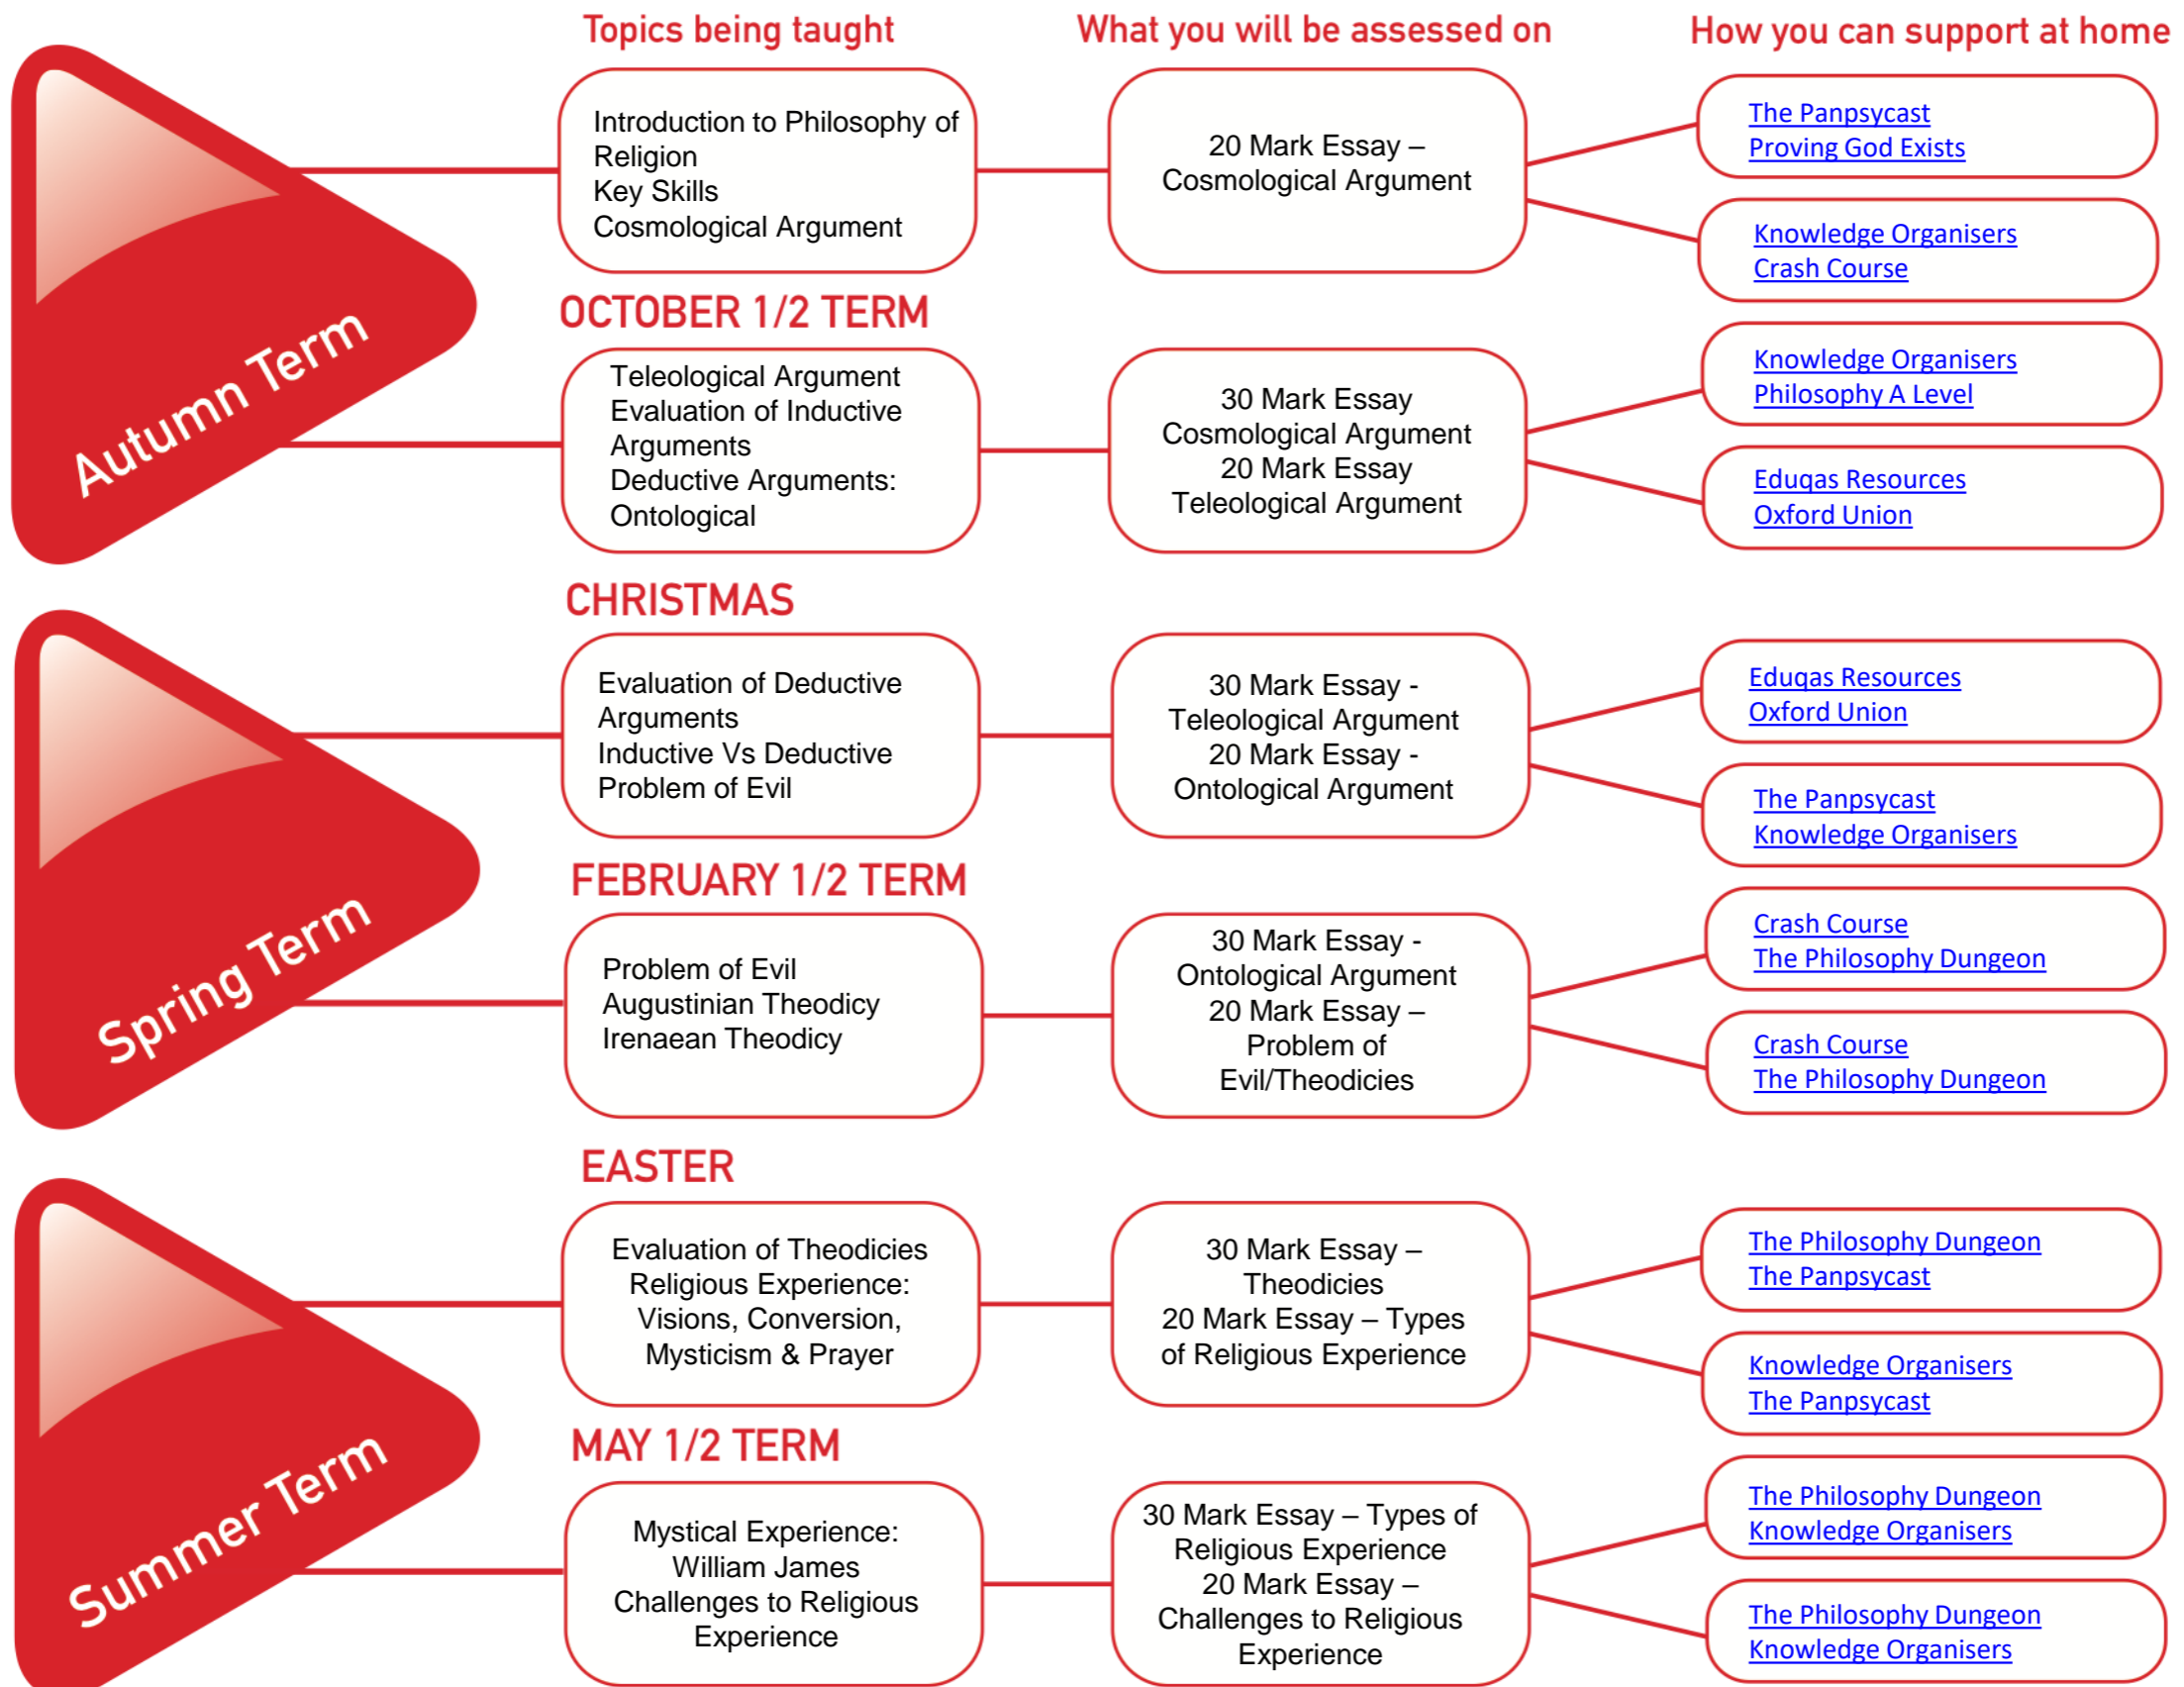 Topics being taught
What you will be assessed on
How you can support at home
Autumn Term
Introduction to Philosophy of
Religion
Key Skills
Cosmological Argument
20 Mark Essay –
Cosmological Argument
The Panpsycast
Proving God Exists
Knowledge Organisers
Crash Course
OCTOBER 1/2 TERM
Teleological Argument
Evaluation of Inductive
Arguments
Deductive Arguments:
Ontological
30 Mark Essay
Cosmological Argument
20 Mark Essay
Teleological Argument
Knowledge Organisers
Philosophy A Level
Eduqas Resources
Oxford Union
CHRISTMAS
Spring Term
Evaluation of Deductive
Arguments
Inductive Vs Deductive
Problem of Evil
30 Mark Essay -
Teleological Argument
20 Mark Essay -
Ontological Argument
Eduqas Resources
Oxford Union
The Panpsycast
Knowledge Organisers
FEBRUARY 1/2 TERM
Problem of Evil
Augustinian Theodicy
Irenaean Theodicy
30 Mark Essay -
Ontological Argument
20 Mark Essay –
Problem of
Evil/Theodicies
Crash Course
The Philosophy Dungeon
Crash Course
The Philosophy Dungeon
EASTER
Summer Term
Evaluation of Theodicies
Religious Experience:
Visions, Conversion,
Mysticism & Prayer
30 Mark Essay –
Theodicies
20 Mark Essay – Types
of Religious Experience
The Philosophy Dungeon
The Panpsycast
Knowledge Organisers
The Panpsycast
MAY 1/2 TERM
Mystical Experience:
William James
Challenges to Religious
Experience
30 Mark Essay – Types of
Religious Experience
20 Mark Essay –
Challenges to Religious
Experience
The Philosophy Dungeon
Knowledge Organisers
The Philosophy Dungeon
Knowledge Organisers